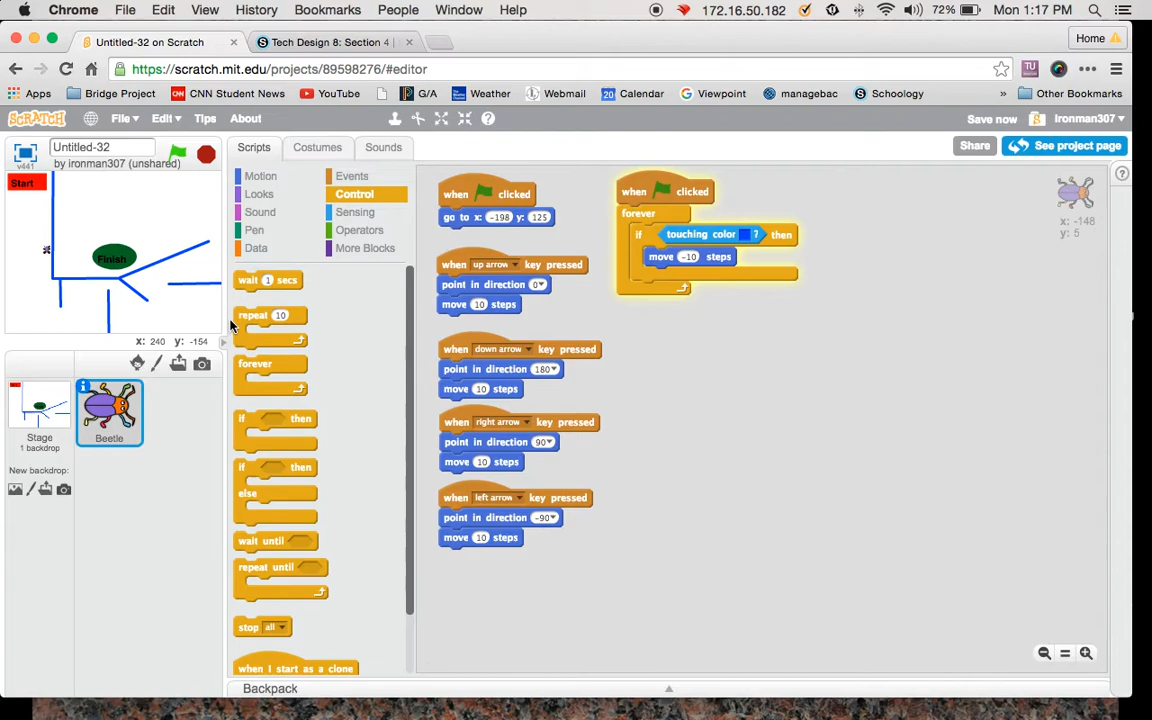 Chrome File Edit View History Bookmarks People Window Help 172.16.50.182 72% Mon 1:17 PM
Untitled-32 on Scratch Tech Design 8: Section 4 | Home
https://scratch.mit.edu/projects/89598276/#editor
Apps Bridge Project CNN Student News YouTube G/A Weather Webmail Calendar Viewpoint managebac Schoology » Other Bookmarks
SCRATCH File Edit Tips About Save now ironman307
v441 Untitled-32
by ironman307 (unshared)
Scripts Costumes Sounds
Share See project page
Start
Finish
x: 240 y: -154
Stage
1 backdrop
New backdrop:
Beetle
Motion Events
Looks Control
Sound Sensing
Pen Operators
Data More Blocks
wait 1 secs
repeat 10
forever
if then
if then
else
wait until
repeat until
stop all
when I start as a clone
when clicked
go to x: -198 y: 125
when up arrow key pressed
point in direction 0
move 10 steps
when down arrow key pressed
point in direction 180
move 10 steps
when right arrow key pressed
point in direction 90
move 10 steps
when left arrow key pressed
point in direction -90
move 10 steps
when clicked
forever
if touching color ? then
move -10 steps
x: -148
y: 5
Backpack